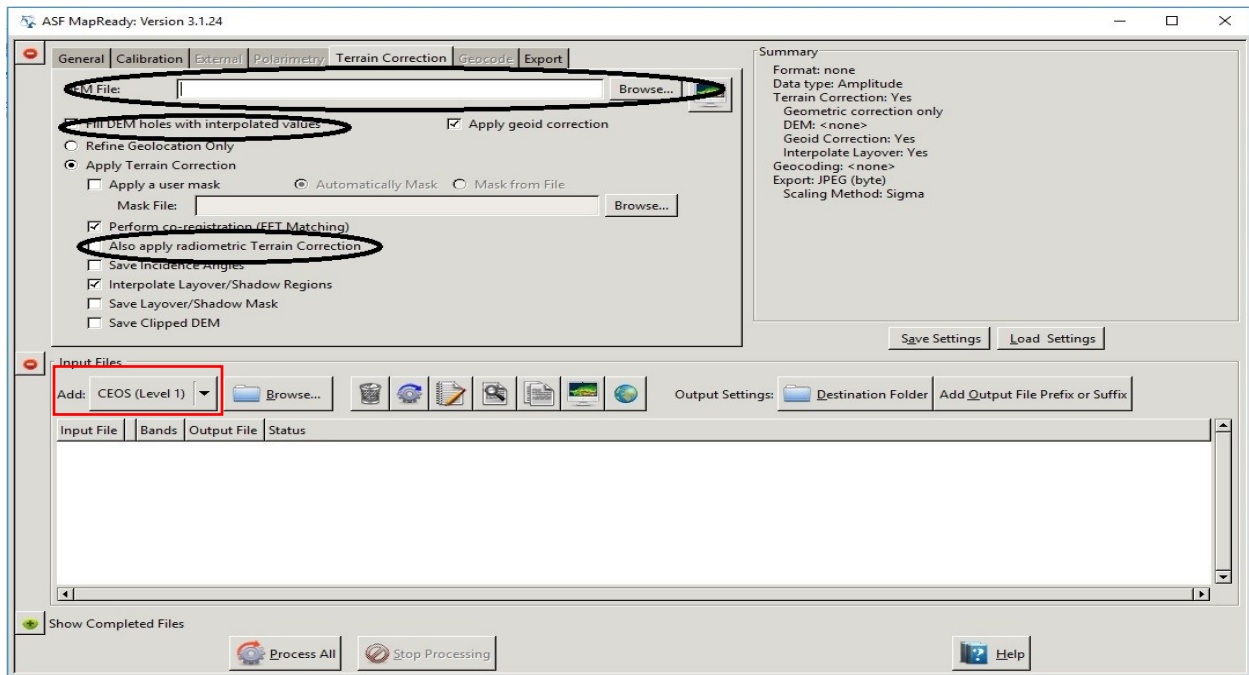 ASF MapReady: Version 3.1.24
General Calibration External Polarimetry Terrain Correction Geocode Export
EM File: Browse...
Fill DEM holes with interpolated values Apply geoid correction
Refine Geolocation Only
Apply Terrain Correction
Apply a user mask Automatically Mask Mask from File
Mask File: Browse...
Perform co-registration (FFT Matching)
Also apply radiometric Terrain Correction
Save Incidence Angles
Interpolate Layover/Shadow Regions
Save Layover/Shadow Mask
Save Clipped DEM
Summary
Format: none
Data type: Amplitude
Terrain Correction: Yes
Geometric correction only
DEM: <none>
Geoid Correction: Yes
Interpolate Layover: Yes
Geocoding: <none>
Export: JPEG (byte)
Scaling Method: Sigma
Save Settings Load Settings
Input Files
Add: CEOS (Level 1) Browse... Output Settings: Destination Folder Add Output File Prefix or Suffix
Input File Bands Output File Status
Show Completed Files
Process All Stop Processing Help